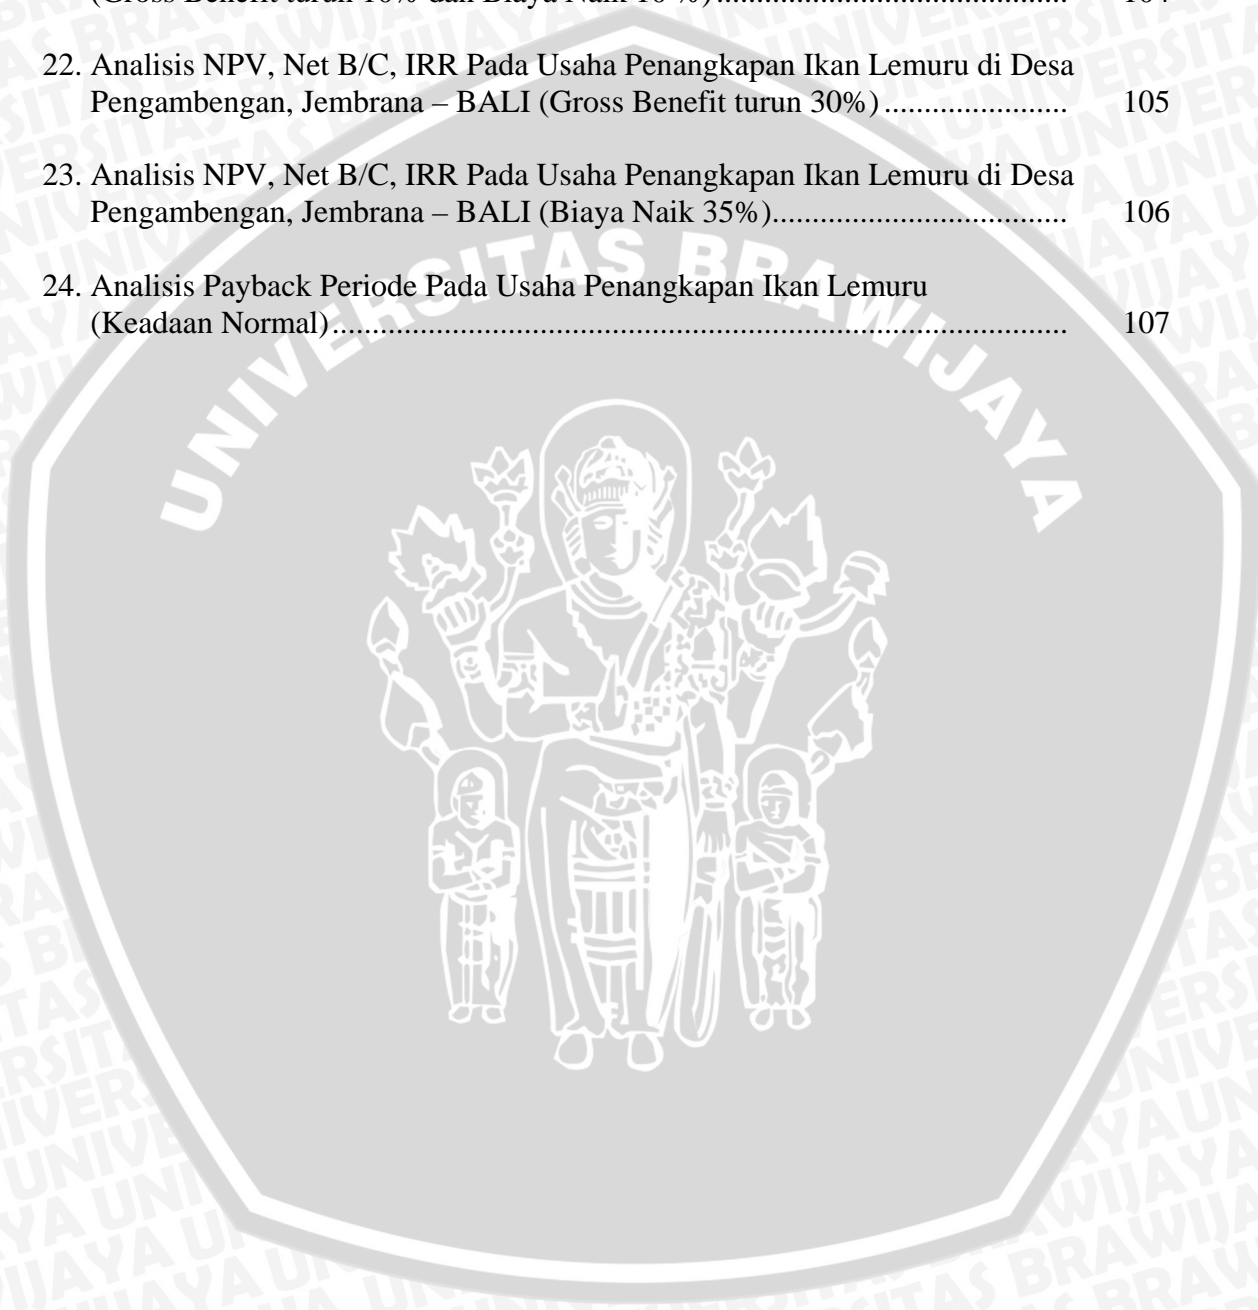 22. Analisis NPV, Net B/C, IRR Pada Usaha Penangkapan Ikan Lemuru di Desa
Pengambengan, Jembrana – BALI (Gross Benefit turun 30%) ...................... 105
23. Analisis NPV, Net B/C, IRR Pada Usaha Penangkapan Ikan Lemuru di Desa
Pengambengan, Jembrana – BALI (Biaya Naik 35%)................................... 106
24. Analisis Payback Periode Pada Usaha Penangkapan Ikan Lemuru
(Keadaan Normal)........................................................................................ 107
UNIVERSITAS BRAWIJAYA